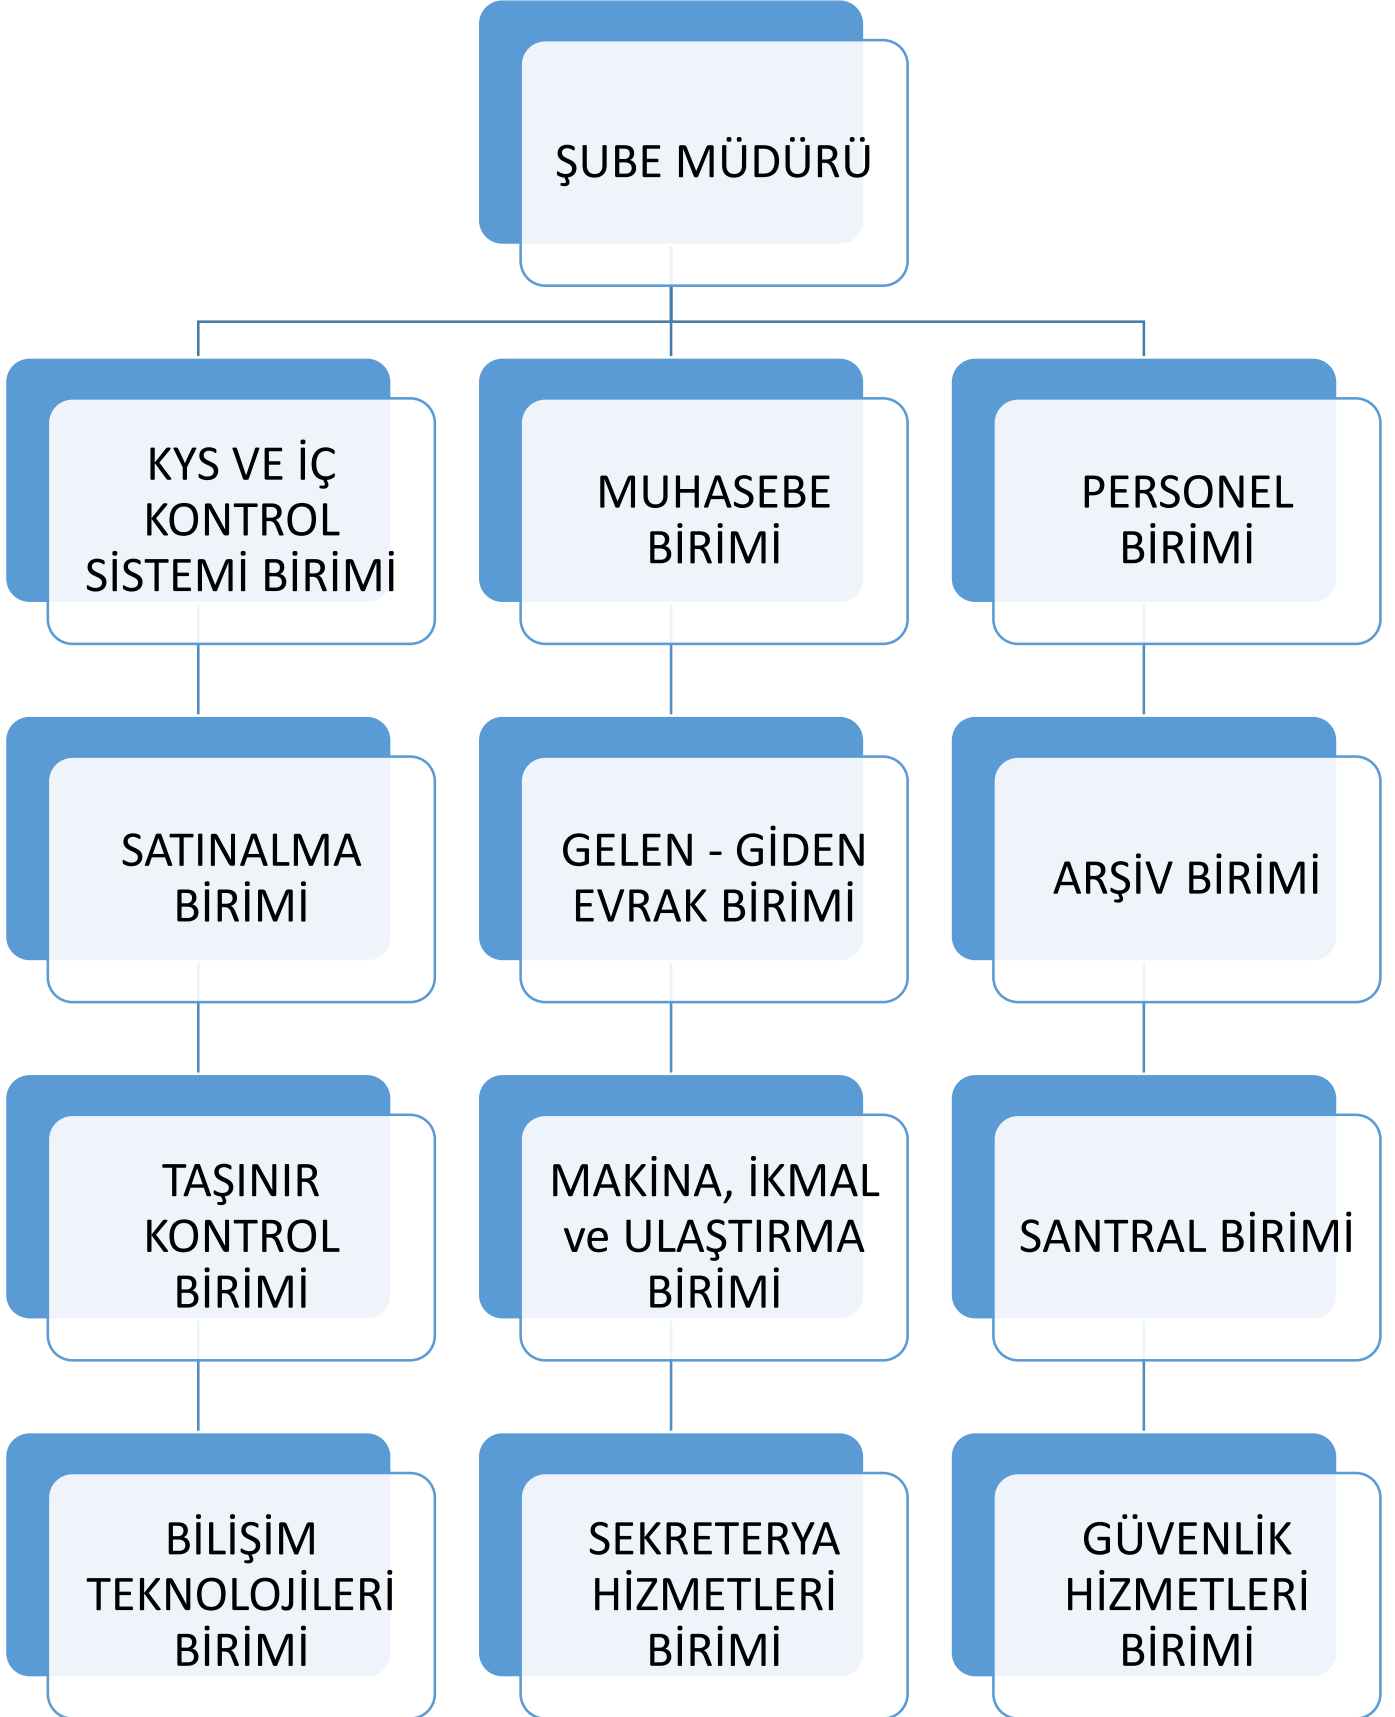 ŞUBE MÜDÜRÜ
KYS VE İÇ
KONTROL
SİSTEMİ BİRİMİ
MUHASEBE
BİRİMİ
PERSONEL
BİRİMİ
SATINALMA
BİRİMİ
GELEN - GİDEN
EVRAK BİRİMİ
ARŞİV BİRİMİ
TAŞINIR
KONTROL
BİRİMİ
MAKİNA, İKMAL
ve ULAŞTIRMA
BİRİMİ
SANTRAL BİRİMİ
BİLİŞİM
TEKNOLOJİLERİ
BİRİMİ
SEKRETERYA
HİZMETLERİ
BİRİMİ
GÜVENLİK
HİZMETLERİ
BİRİMİ